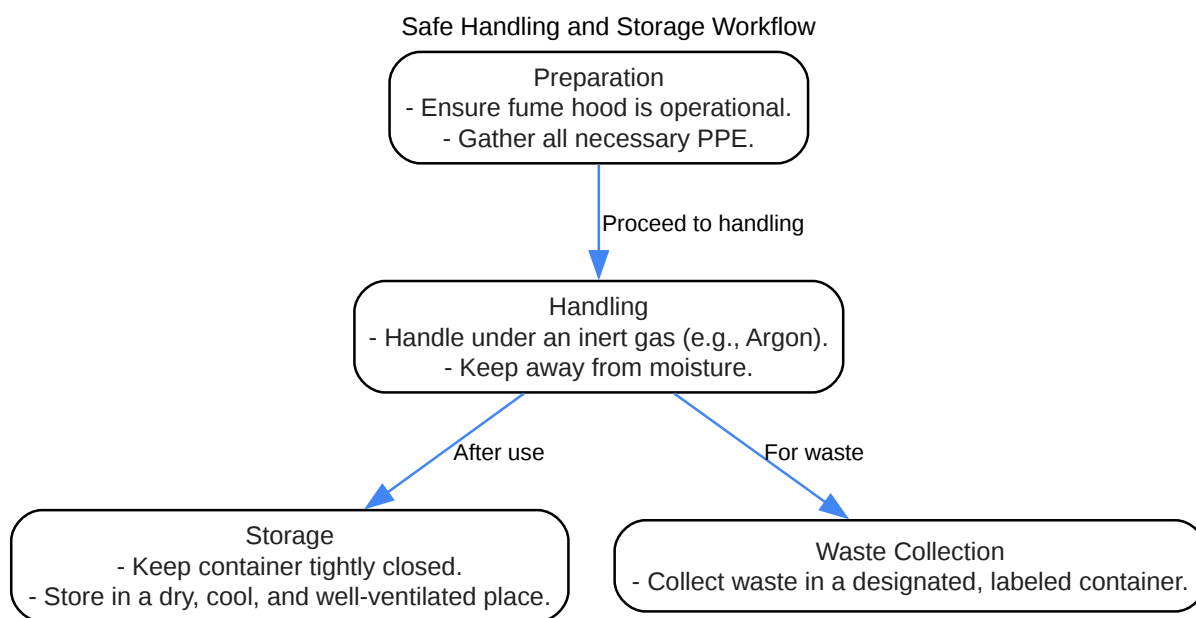 Safe Handling and Storage Workflow
Preparation
- Ensure fume hood is operational.
- Gather all necessary PPE.
Proceed to handling
Handling
- Handle under an inert gas (e.g., Argon).
- Keep away from moisture.
After use
For waste
Storage
- Keep container tightly closed.
- Store in a dry, cool, and well-ventilated place.
Waste Collection
- Collect waste in a designated, labeled container.